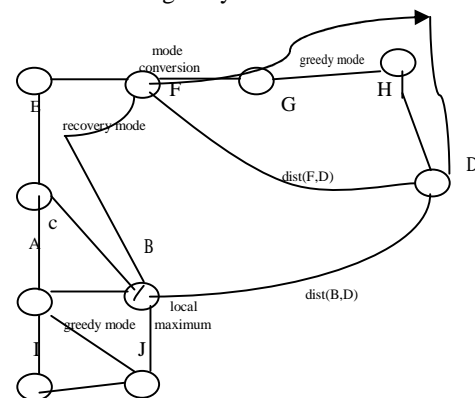 mode
conversion
greedy mode
E
F
G
H
recovery mode
D
dist(F,D)
c
A
B
dist(B,D)
local
maximum
greedy mode
I
J